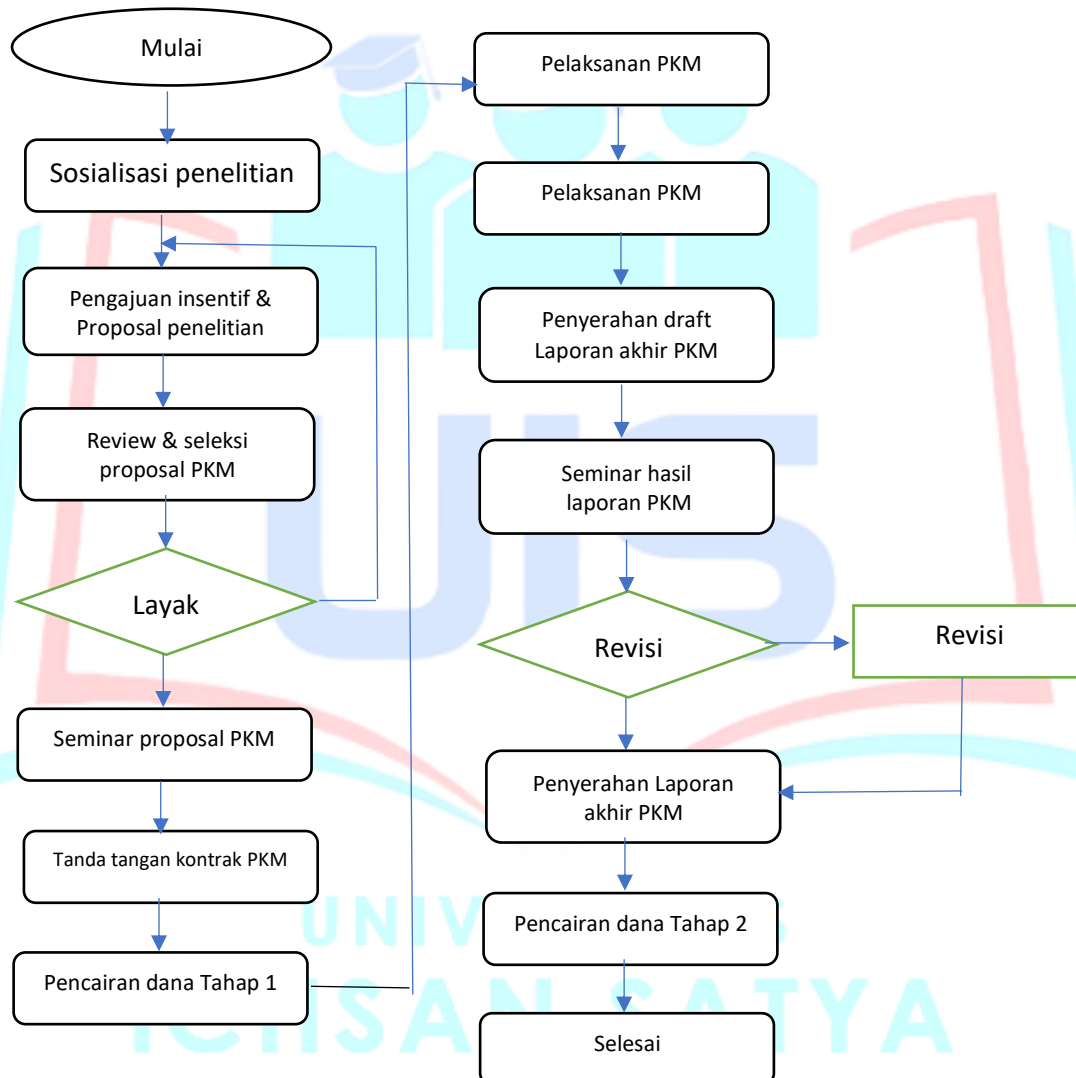 Mulai
Sosialisasi penelitian
Pengajuan insentif &
Proposal penelitian
Review & seleksi
proposal PKM
Layak
Seminar proposal PKM
Tanda tangan kontrak PKM
Pencairan dana Tahap 1
Pelaksanan PKM
Pelaksanan PKM
Penyerahan draft
Laporan akhir PKM
Seminar hasil
laporan PKM
Revisi
Revisi
Penyerahan Laporan
akhir PKM
Pencairan dana Tahap 2
Selesai
UIS
SATYA